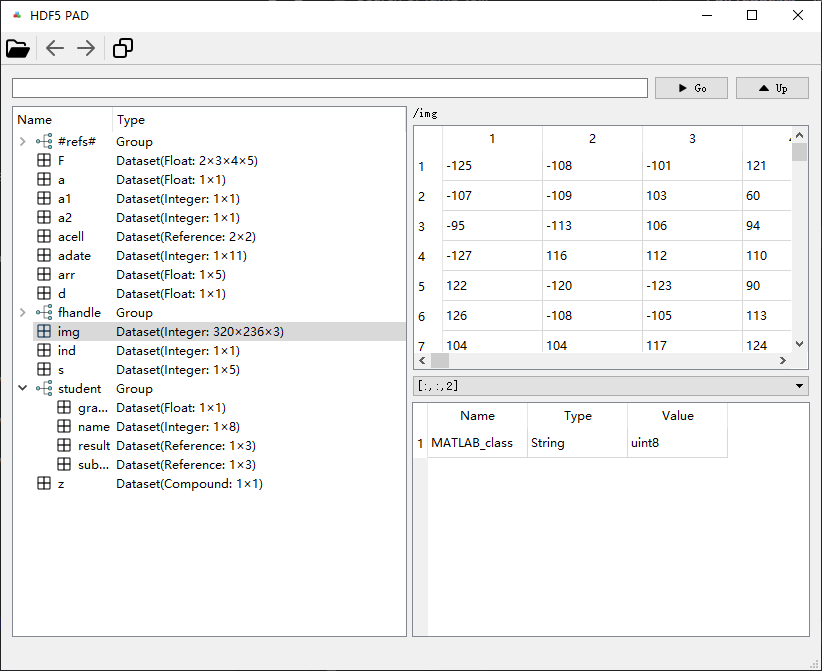 HDF5 PAD
Go
Up
Name Type
#refs# Group
F Dataset(Float: 2×3×4×5)
a Dataset(Float: 1×1)
a1 Dataset(Integer: 1×1)
a2 Dataset(Integer: 1×1)
acell Dataset(Reference: 2×2)
adate Dataset(Integer: 1×11)
arr Dataset(Float: 1×5)
d Dataset(Float: 1×1)
fhandle Group
img Dataset(Integer: 320×236×3)
ind Dataset(Integer: 1×1)
s Dataset(Integer: 1×5)
student Group
gra... Dataset(Float: 1×1)
name Dataset(Integer: 1×8)
result Dataset(Reference: 1×3)
sub... Dataset(Reference: 1×3)
z Dataset(Compound: 1×1)
/img
1 2 3
1 -125 -108 -101 121
2 -107 -109 103 60
3 -95 -113 106 94
4 -127 116 112 110
5 122 -120 -123 90
6 126 -108 -105 113
7 104 104 117 124
[:,:,2]
Name Type Value
1 MATLAB_class String uint8